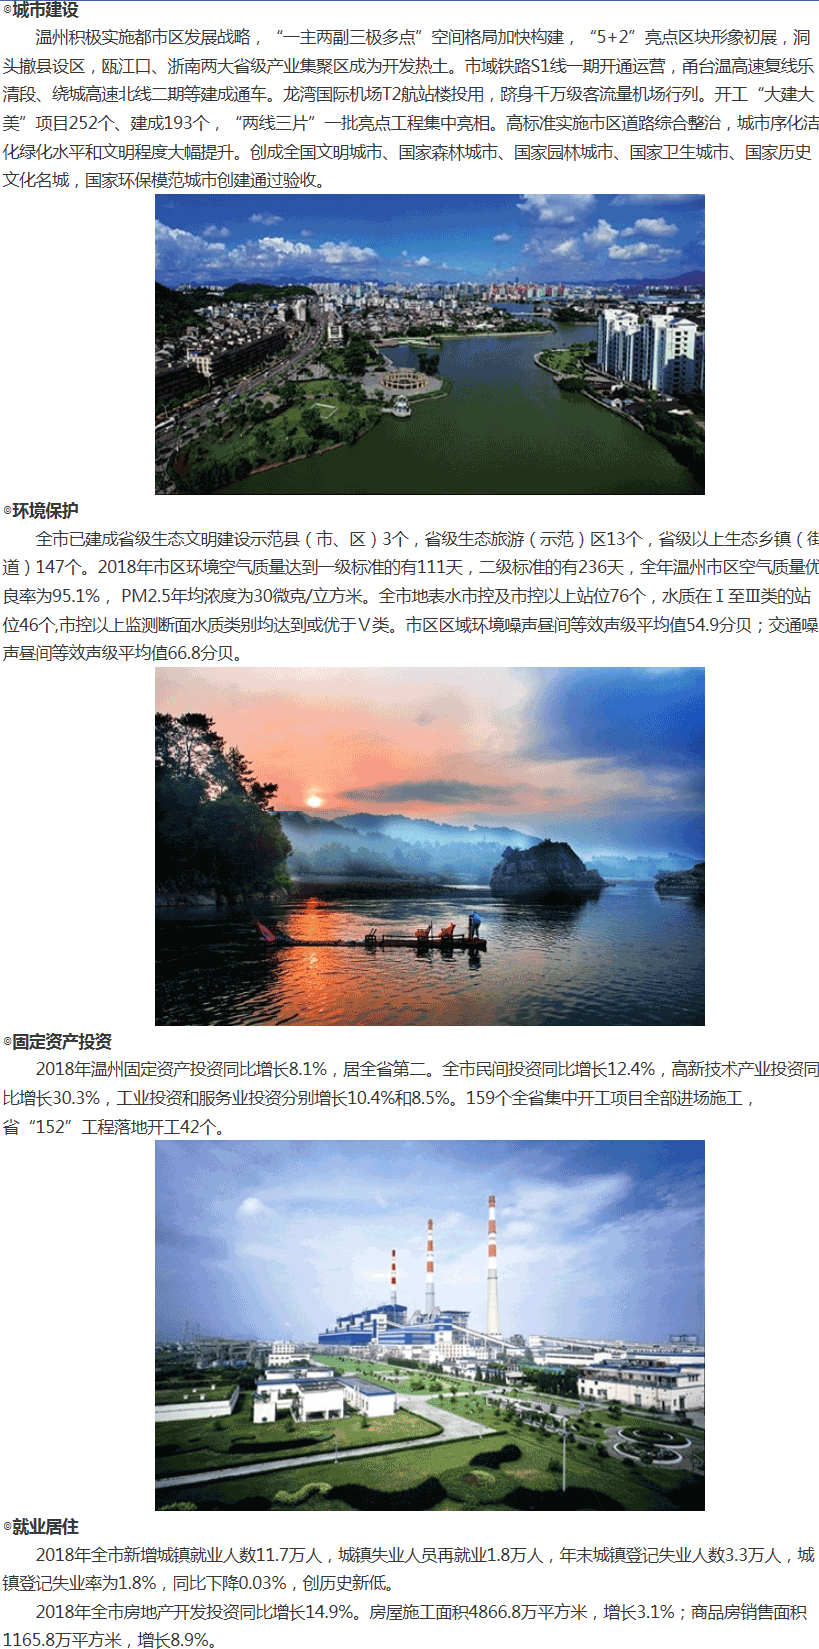 ◎城市建设
温州积极实施都市区发展战略，“一主两副三极多点”空间格局加快构建，“5+2”亮点区块形象初展，洞
头撤县设区，瓯江口、浙南两大省级产业集聚区成为开发热土。市域铁路S1线一期开通运营，甬台温高速复线乐
清段、绕城高速北线二期等建成通车。龙湾国际机场T2航站楼投用，跻身千万级客流量机场行列。开工“大建大
美”项目252个、建成193个，“两线三片”一批亮点工程集中亮相。高标准实施市区道路综合整治，城市序化洁
化绿化水平和文明程度大幅提升。创成全国文明城市、国家森林城市、国家园林城市、国家卫生城市、国家历史
文化名城，国家环保模范城市创建通过验收。
◎环境保护
全市已建成省级生态文明建设示范县（市、区）3个，省级生态旅游（示范）区13个，省级以上生态乡镇（街
道）147个。2018年市区环境空气质量达到一级标准的有111天，二级标准的有236天，全年温州市区空气质量优
良率为95.1%， PM2.5年均浓度为30微克/立方米。全市地表水市控及市控以上站位76个，水质在Ⅰ至Ⅲ类的站
位46个,市控以上监测断面水质类别均达到或优于Ⅴ类。市区区域环境噪声昼间等效声级平均值54.9分贝；交通噪
声昼间等效声级平均值66.8分贝。
◎固定资产投资
2018年温州固定资产投资同比增长8.1%，居全省第二。全市民间投资同比增长12.4%，高新技术产业投资同
比增长30.3%，工业投资和服务业投资分别增长10.4%和8.5%。159个全省集中开工项目全部进场施工，
省“152”工程落地开工42个。
◎就业居住
2018年全市新增城镇就业人数11.7万人，城镇失业人员再就业1.8万人，年末城镇登记失业人数3.3万人，城
镇登记失业率为1.8%，同比下降0.03%，创历史新低。
2018年全市房地产开发投资同比增长14.9%。房屋施工面积4866.8万平方米，增长3.1%；商品房销售面积
1165.8万平方米，增长8.9%。